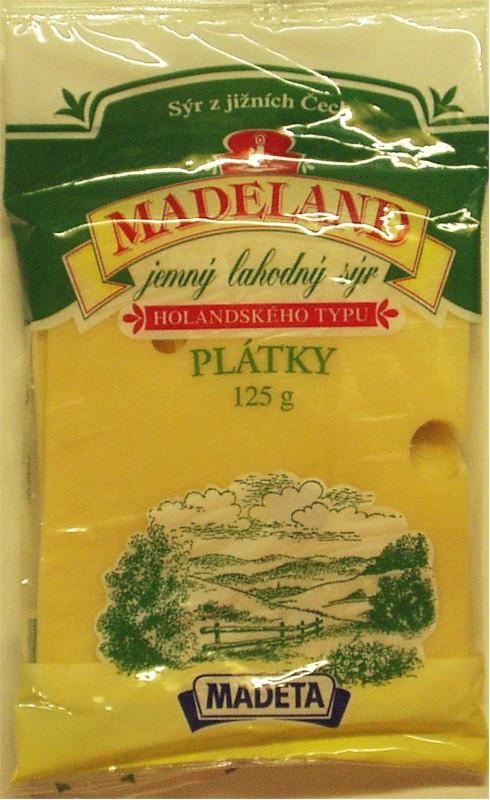 Sýr z jižních Čech
MADELAND
jemný lahodný sýr
HOLANDSKÉHO TYPU
PLÁTKY
125 g
MADETA